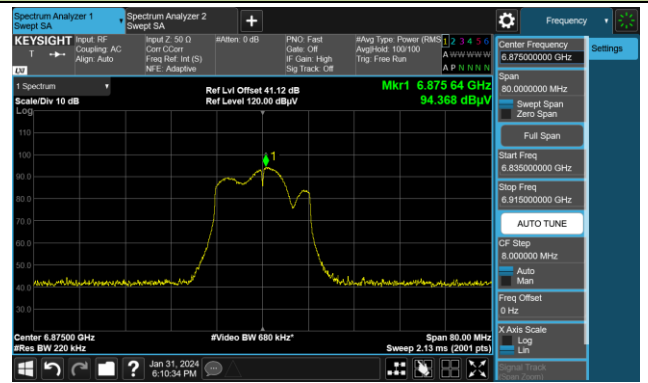 Spectrum Analyzer 1
Swept SA
Spectrum Analyzer 2
Swept SA
+
Frequency
KEYSIGHT
Input: RF
Coupling: AC
Align: Auto
Input Z: 50 Ω
Corr CCorr
Freq Ref: Int (S)
NFE: Adaptive
#Atten: 0 dB
PNO: Fast
Gate: Off
IF Gain: High
Sig Track: Off
#Avg Type: Power (RMS)
Avg|Hold: 100/100
Trig: Free Run
1 2 3 4 5 6
A W W W W W
A P N N N N
LXI
1 Spectrum
Scale/Div 10 dB
Log
Ref Lvl Offset 41.12 dB
Ref Level 120.00 dBµV
Mkr1 6.875 64 GHz
94.368 dBµV
110
100
90.0
80.0
70.0
60.0
50.0
40.0
30.0
1
Center 6.87500 GHz
#Res BW 220 kHz
#Video BW 680 kHz*
Span 80.00 MHz
Sweep 2.13 ms (2001 pts)
Center Frequency
6.875000000 GHz
Settings
Span
80.0000000 MHz
Swept Span
Zero Span
Full Span
Start Freq
6.835000000 GHz
Stop Freq
6.915000000 GHz
AUTO TUNE
CF Step
8.000000 MHz
Auto
Man
Freq Offset
0 Hz
X Axis Scale
Log
Lin
Signal Track
(Span Zoom)
?
Jan 31, 2024
6:10:34 PM